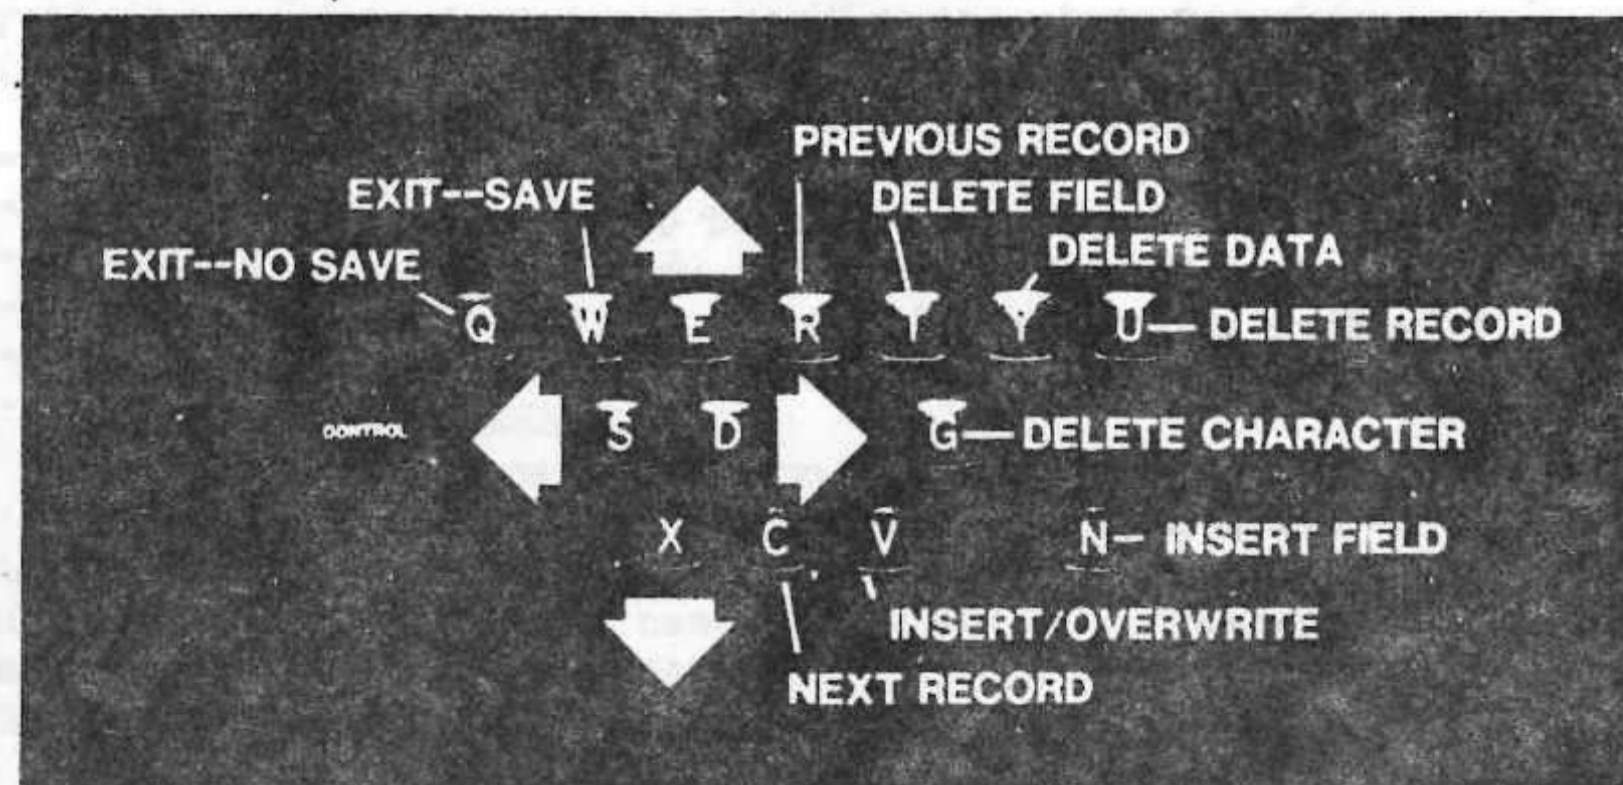 PREVIOUS RECORD
EXIT--SAVE
DELETE FIELD
EXIT--NO SAVE
DELETE DATA
Q W E R T Y U DELETE RECORD
CONTROL
S D G DELETE CHARACTER
X C V N INSERT FIELD
INSERT/OVERWRITE
NEXT RECORD